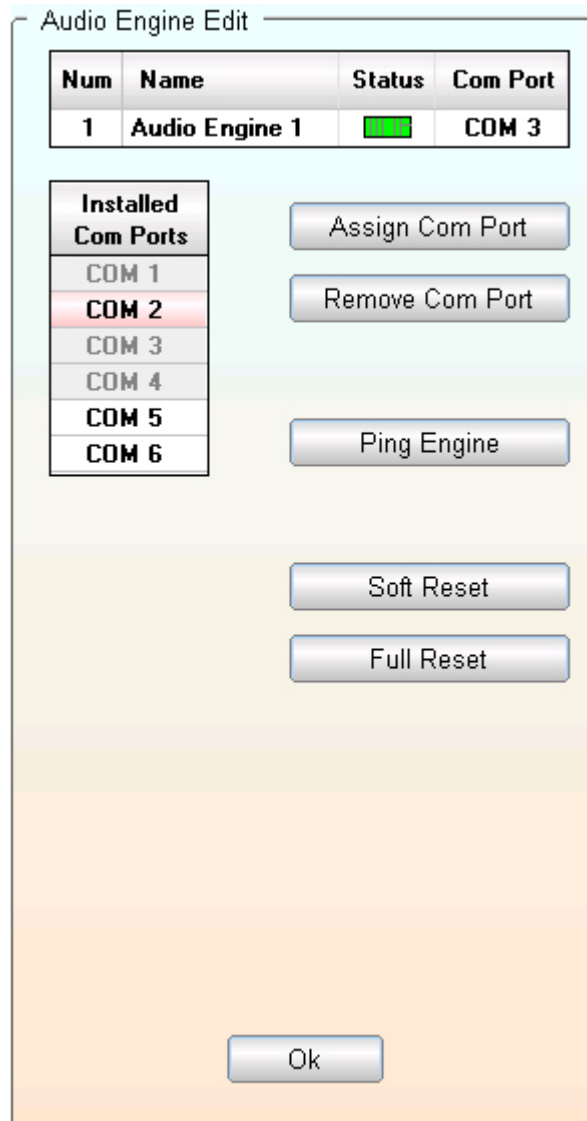 Audio Engine Edit
Num Name Status Com Port
1 Audio Engine 1 COM 3
Installed
Com Ports
COM 1
COM 2
COM 3
COM 4
COM 5
COM 6
Assign Com Port
Remove Com Port
Ping Engine
Soft Reset
Full Reset
Ok